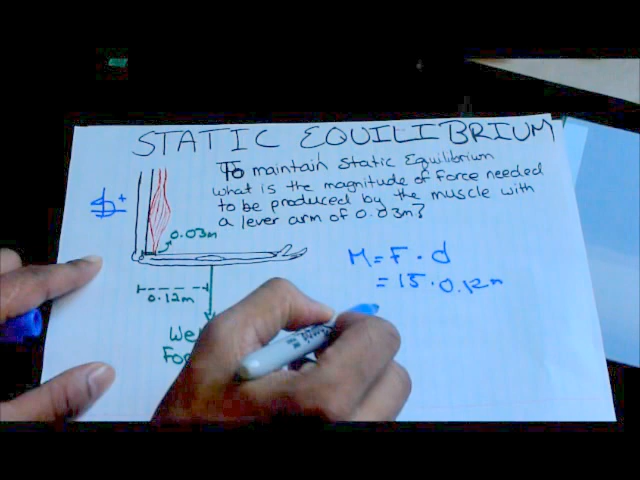 STATIC EQUILIBRIUM
To maintain Static Equilibrium
what is the magnitude of force needed
to be produced by the muscle with
a lever arm of 0.03m?
+
0.03m
M = F · d
= 15 · 0.12m
0.12m